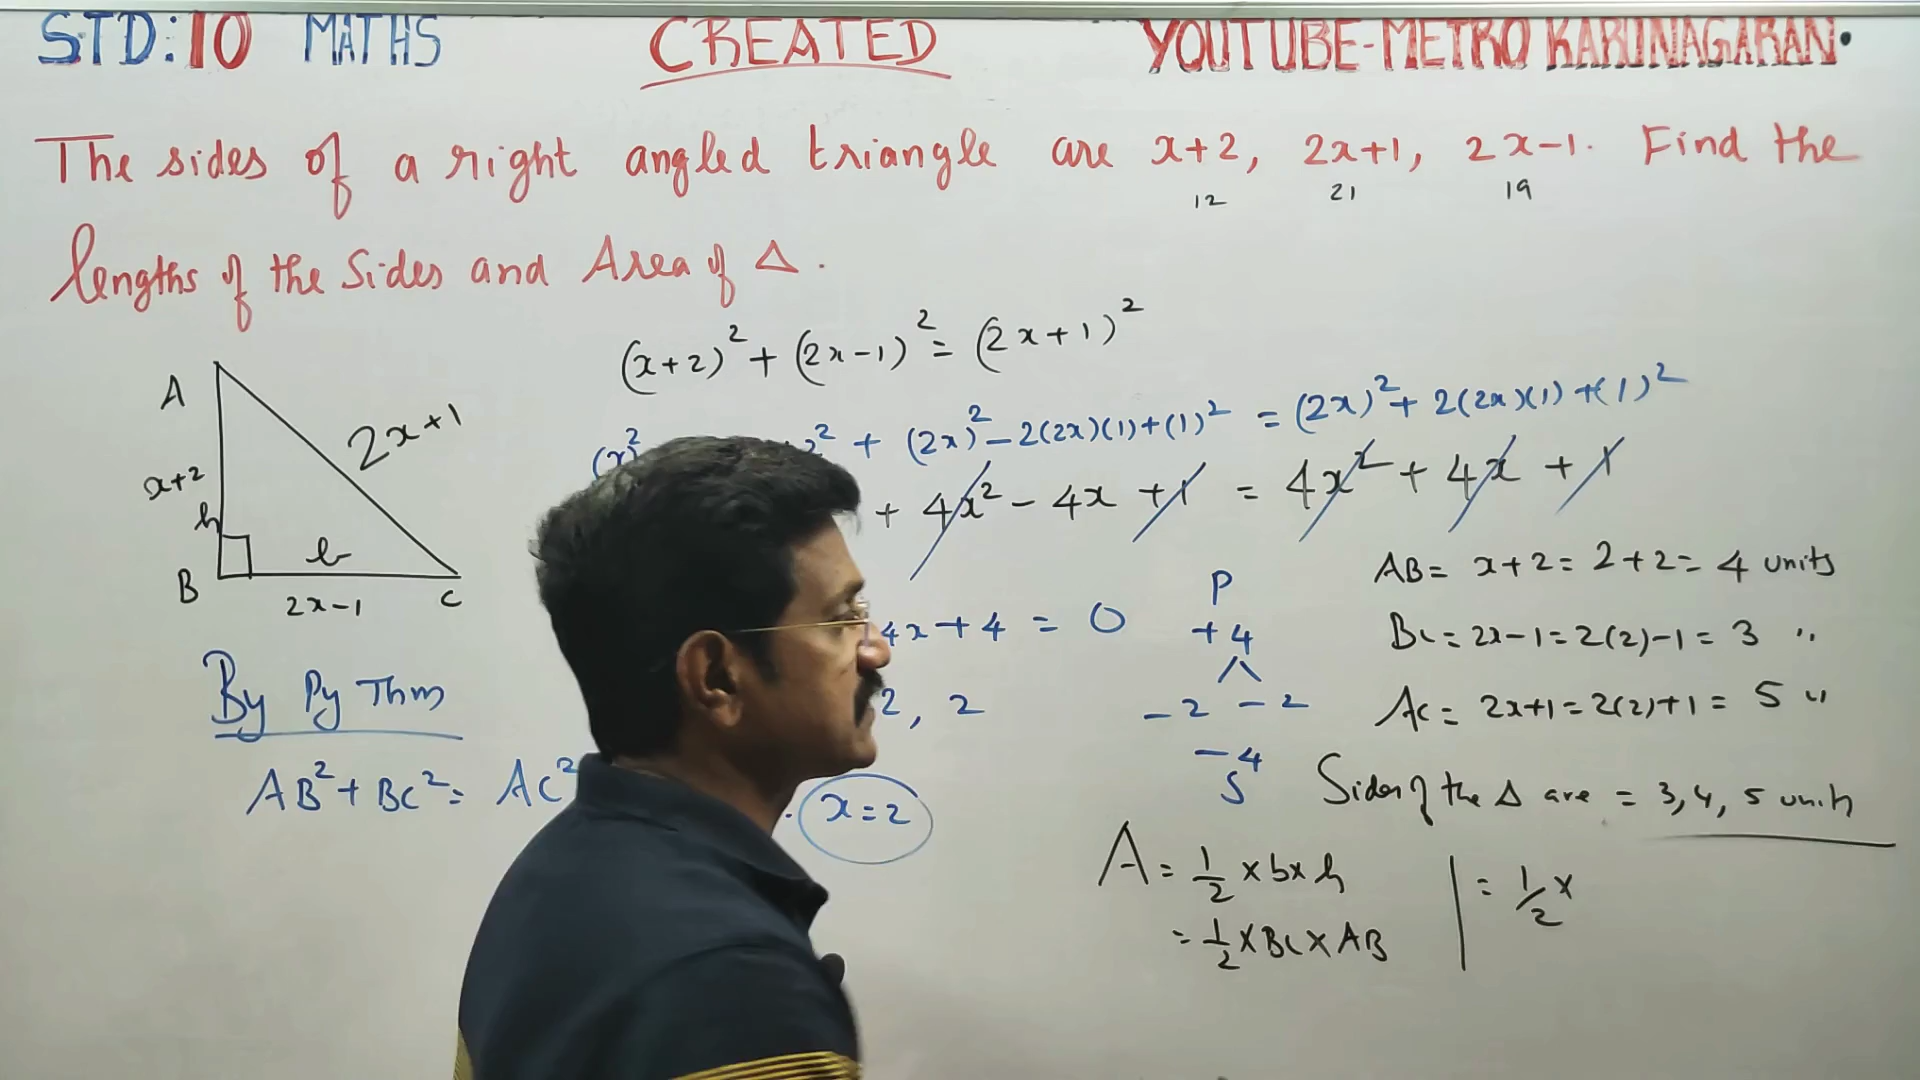 STD:10 MATHS CREATED YOUTUBE-METRO KARUNAGARAN.
The sides of a right angled triangle are x+2, 2x+1, 2x-1. Find the
12 21 19
lengths of the Sides and Area of Δ.
(x+2)² + (2x-1)² = (2x+1)²
(x)² ² + (2x)² - 2(2x)(1) + (1)² = (2x)² + 2(2x)(1) + (1)²
+ 4x² - 4x + 1 = 4x² + 4x + 1
A
2x+1
x+2
h
b
B
2x-1
C
4x + 4 = 0
2, 2
x = 2
P
+4
-2 -2
-4
S
By Py Thm
AB² + BC² = AC²
AB = x+2 = 2+2 = 4 units
BC = 2x-1 = 2(2)-1 = 3 ,,
AC = 2x+1 = 2(2)+1 = 5 ,,
Sides of the Δ are = 3, 4, 5 units
A = 1/2 × b × h
= 1/2 × BC × AB
= 1/2 ×